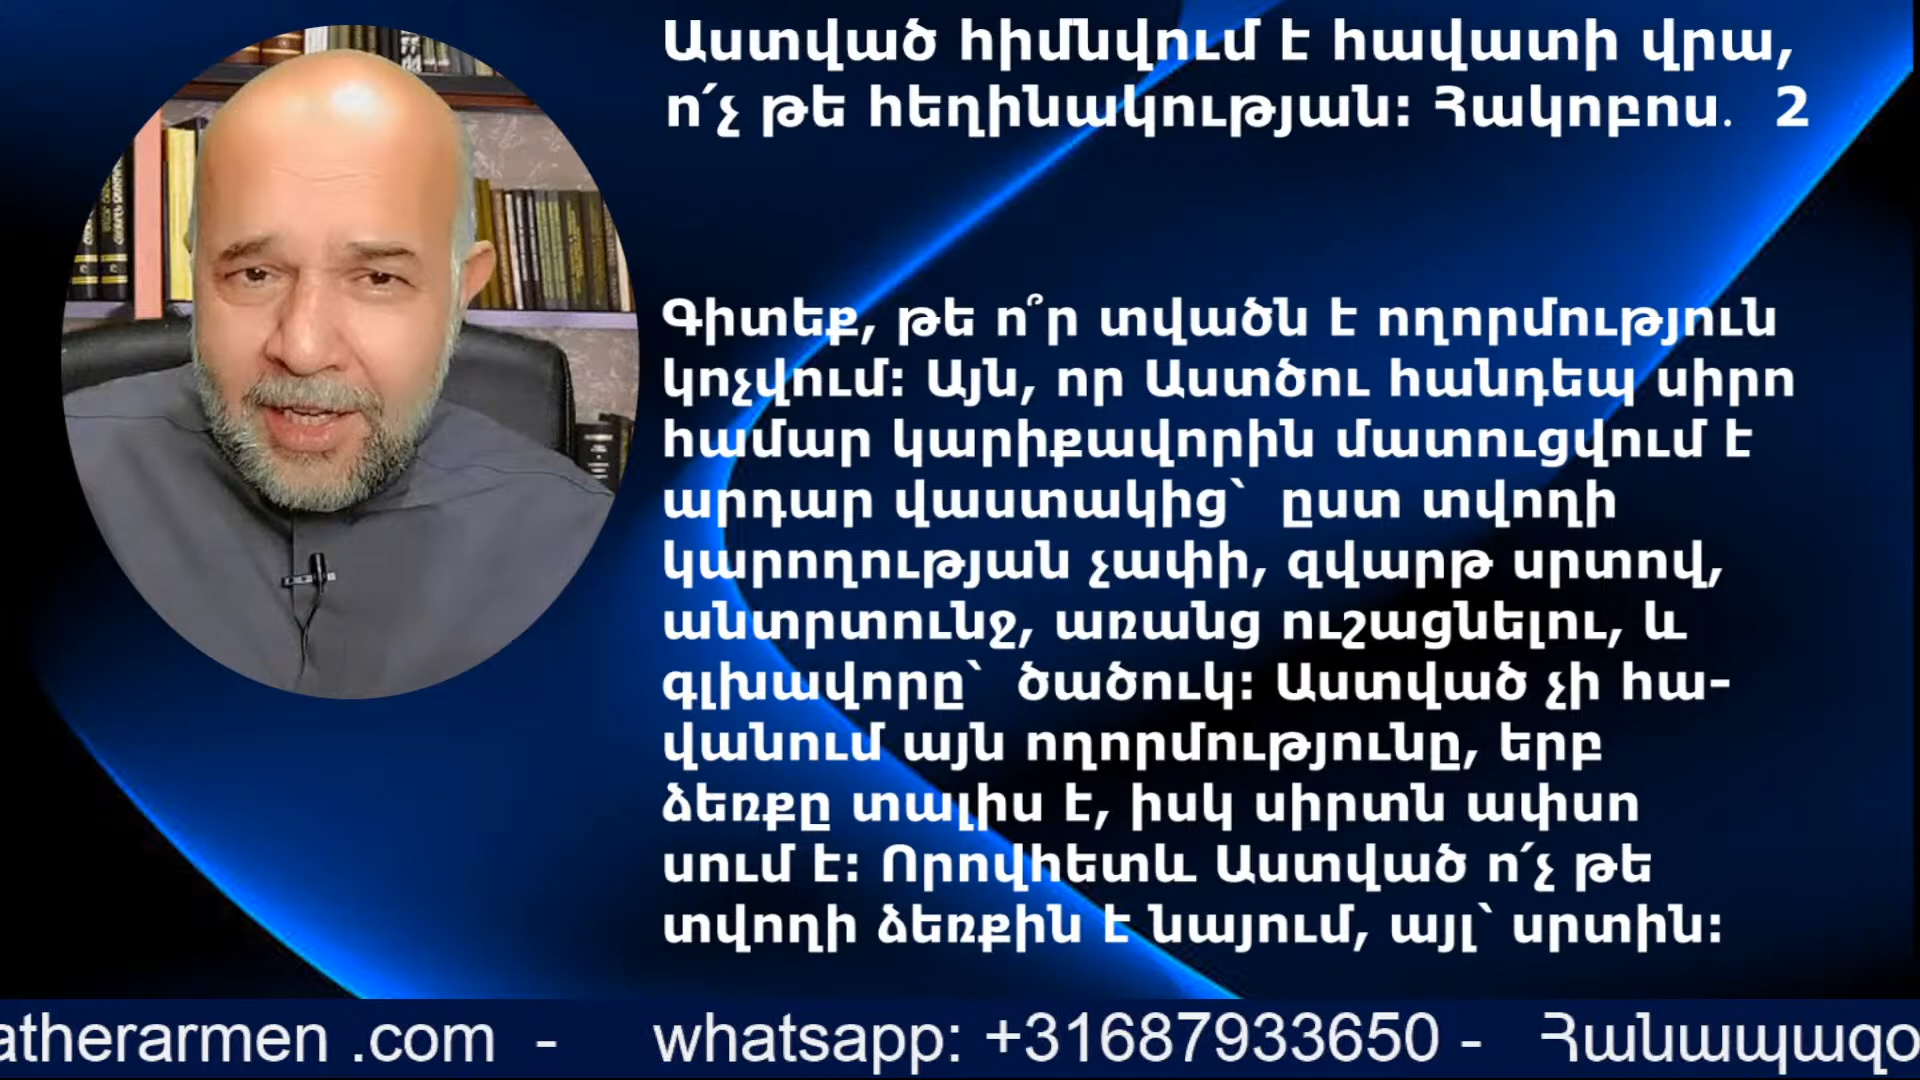 Աստված հիմնվում է հավատի վրա,
ո՛չ թե հեղինակության: Հակոբոս. 2
Գիտեք, թե ո՞ր տվածն է ողորմություն
կոչվում: Այն, որ Աստծու հանդեպ սիրո
համար կարիքավորին մատուցվում է
արդար վաստակից՝ ըստ տվողի
կարողության չափի, զվարթ սրտով,
անտրտունջ, առանց ուշացնելու, և
գլխավորը՝ ծածուկ: Աստված չի հա-
վանում այն ողորմությունը, երբ
ձեռքը տալիս է, իսկ սիրտն ափսո
սում է: Որովհետև Աստված ո՛չ թե
տվողի ձեռքին է նայում, այլ՝ սրտին:
atherarmen .com - whatsapp: +31687933650 - Հանապազօ